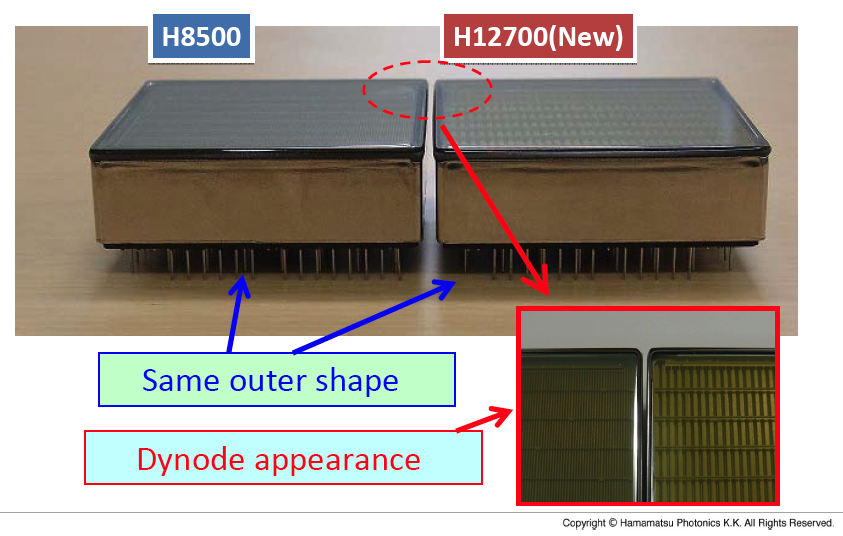 H8500
H12700(New)
Same outer shape
Dynode appearance
Copyright © Hamamatsu Photonics K.K. All Rights Reserved.